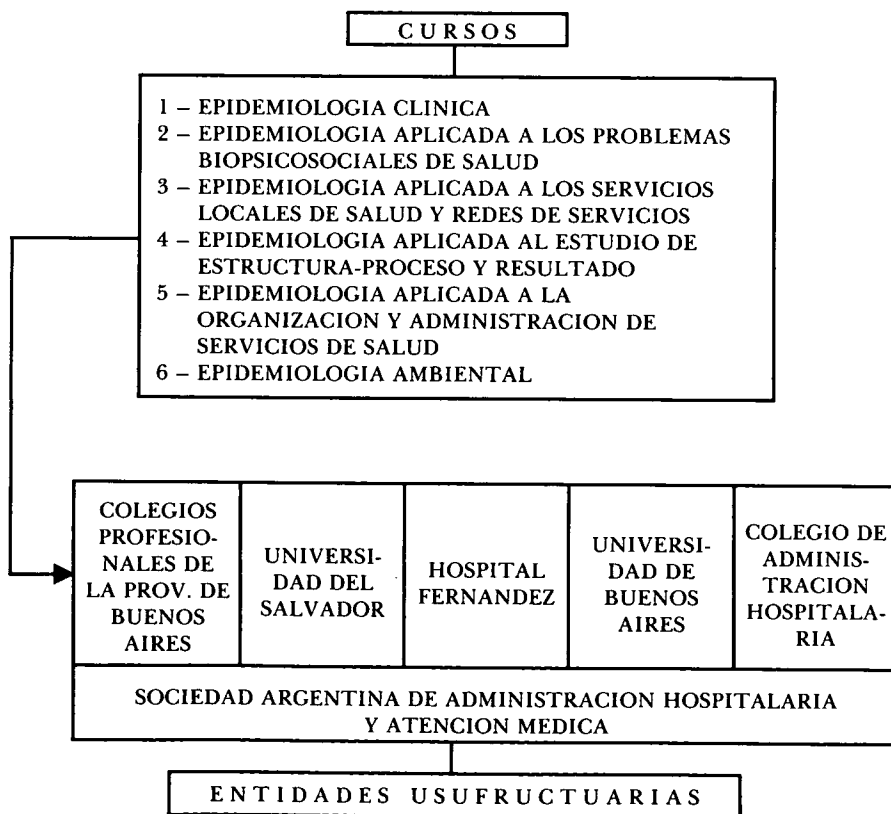 CURSOS
1 – EPIDEMIOLOGIA CLINICA
2 – EPIDEMIOLOGIA APLICADA A LOS PROBLEMAS
BIOPSICOSOCIALES DE SALUD
3 – EPIDEMIOLOGIA APLICADA A LOS SERVICIOS
LOCALES DE SALUD Y REDES DE SERVICIOS
4 – EPIDEMIOLOGIA APLICADA AL ESTUDIO DE
ESTRUCTURA-PROCESO Y RESULTADO
5 – EPIDEMIOLOGIA APLICADA A LA
ORGANIZACION Y ADMINISTRACION DE
SERVICIOS DE SALUD
6 – EPIDEMIOLOGIA AMBIENTAL
COLEGIOS
PROFESIO-
NALES DE
LA PROV. DE
BUENOS
AIRES
UNIVERSI-
DAD DEL
SALVADOR
HOSPITAL
FERNANDEZ
UNIVERSI-
DAD DE
BUENOS
AIRES
COLEGIO DE
ADMINIS-
TRACION
HOSPITALA-
RIA
SOCIEDAD ARGENTINA DE ADMINISTRACION HOSPITALARIA
Y ATENCION MEDICA
ENTIDADES USUFRUCTUARIAS